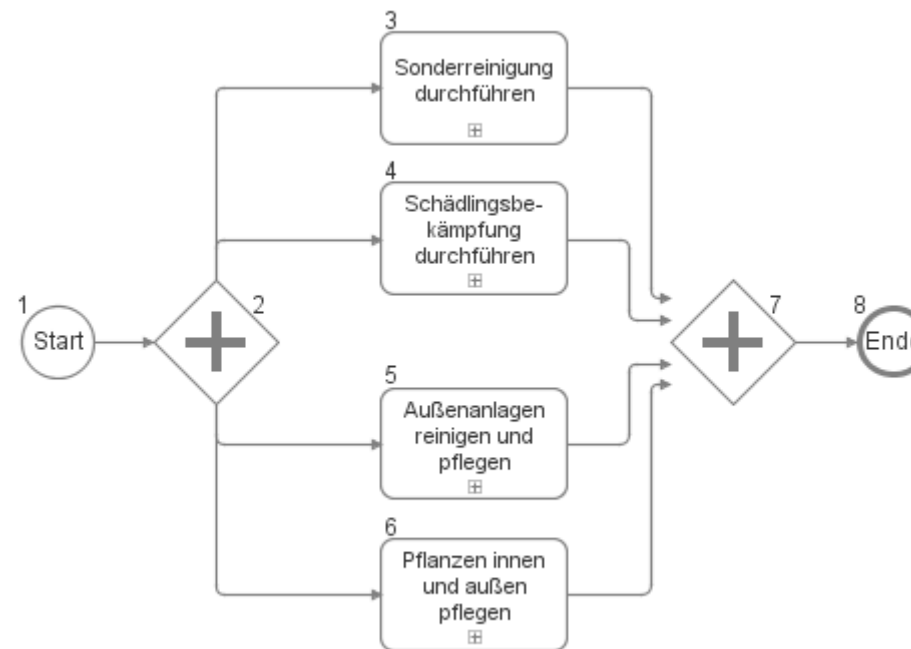 3
Sonderreinigung
durchführen
4
Schädlingsbe-
kämpfung
durchführen
1
Start
2
7
8
End
5
Außenanlagen
reinigen und
pflegen
6
Pflanzen innen
und außen
pflegen